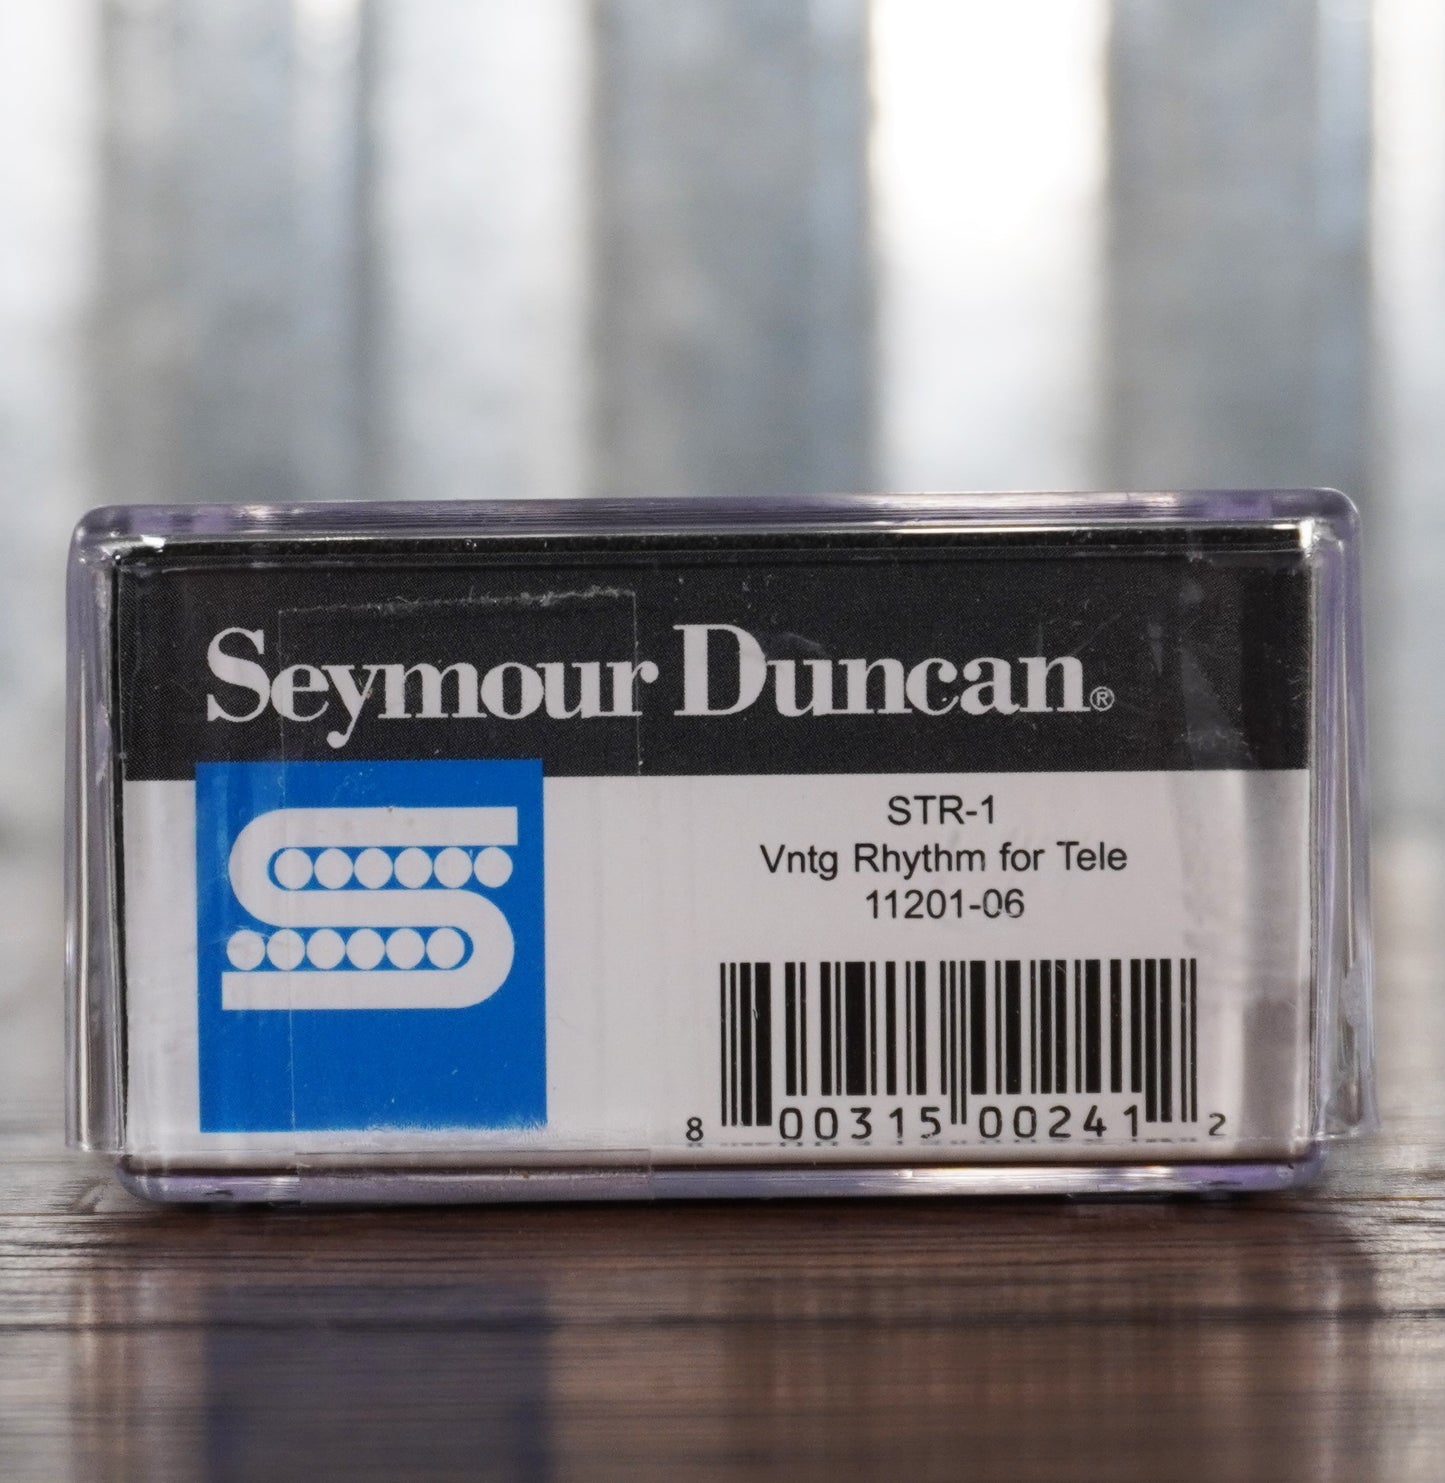 Seymour Duncan®
STR-1
Vntg Rhythm for Tele
11201-06
8 00315 00241 2